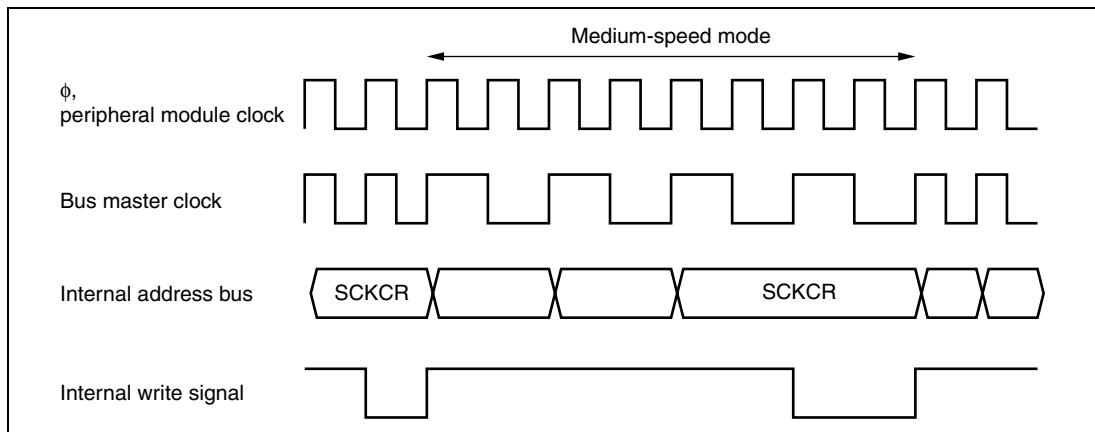 Medium-speed mode
ϕ,
peripheral module clock
Bus master clock
Internal address bus
SCKCR
SCKCR
Internal write signal